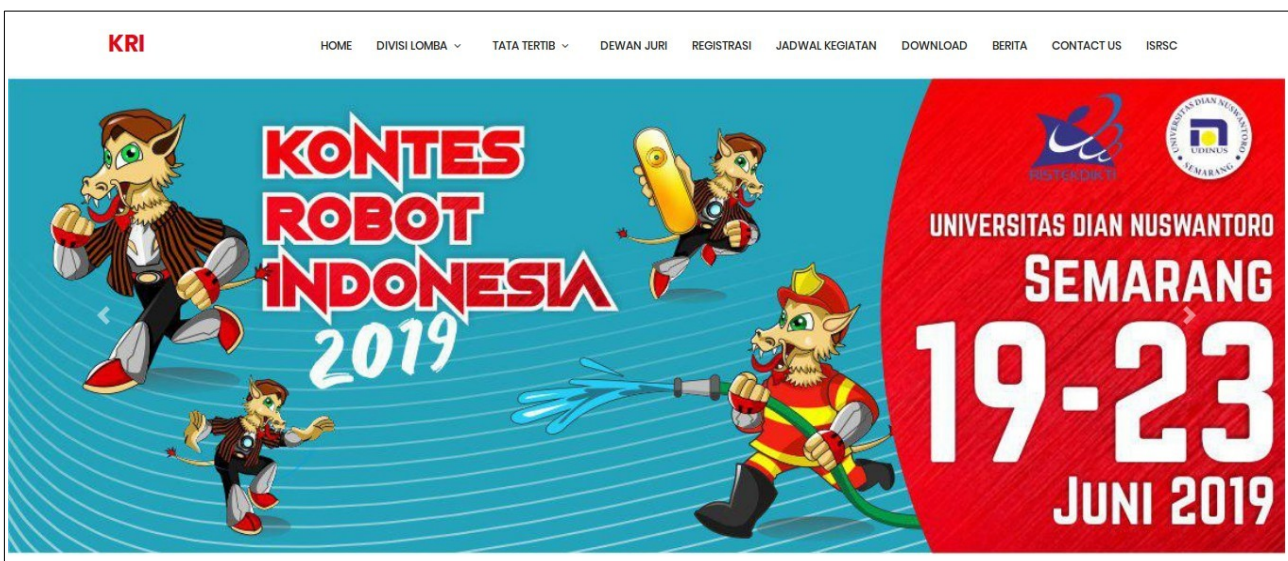 KRI
HOME DIVISI LOMBA TATA TERTIB DEWAN JURI REGISTRASI JADWAL KEGIATAN DOWNLOAD BERITA CONTACT US ISRSC
KONTES
ROBOT
INDONESIA
2019
RISTEKDIKTI
UNIVERSITAS DIAN NUSWANTORO
UDINUS
SEMARANG
UNIVERSITAS DIAN NUSWANTORO
SEMARANG
19-23
JUNI 2019